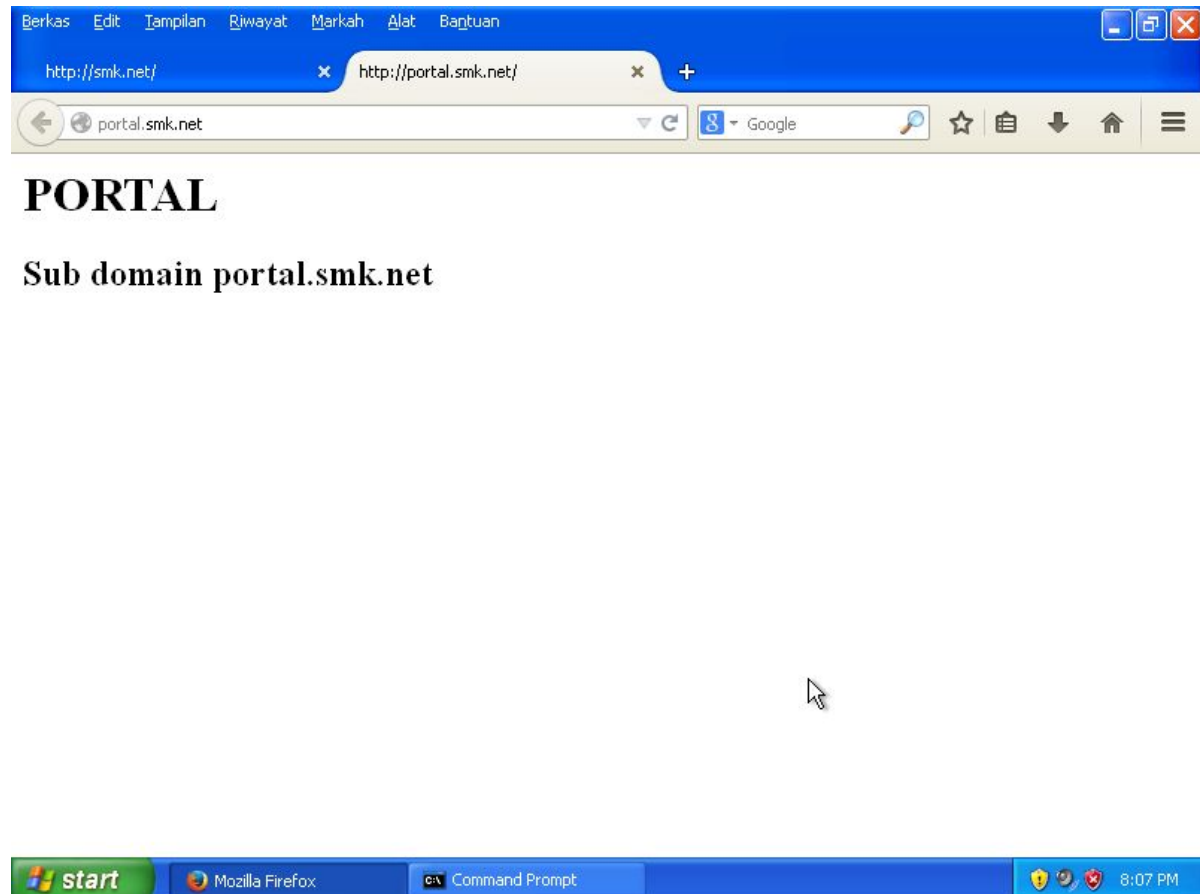 Berkas Edit Tampilan Riwayat Markah Alat Bantuan
http://smk.net/ http://portal.smk.net/
portal.smk.net 8 Google
PORTAL
Sub domain portal.smk.net
start Mozilla Firefox C:\ Command Prompt 8:07 PM